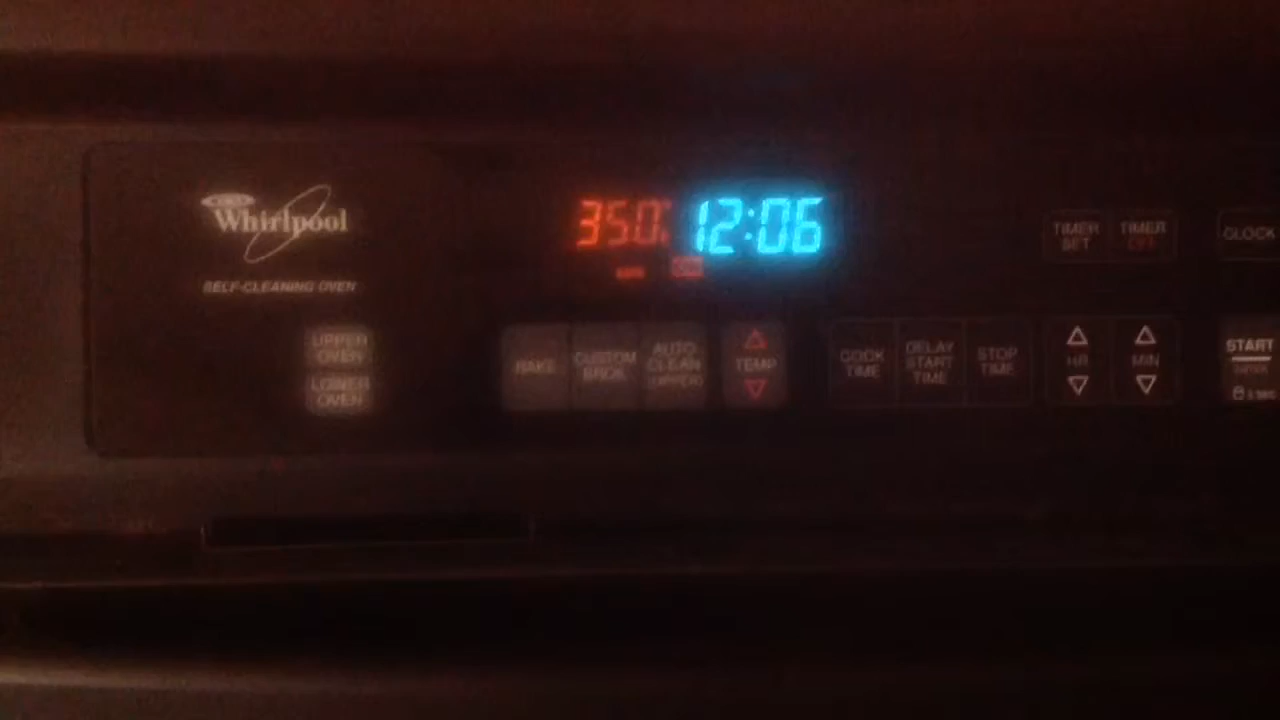 Whirlpool
SELF-CLEANING OVEN
350°
12:06
UPPER
OVEN
LOWER
OVEN
BAKE
CUSTOM
BROIL
AUTO
CLEAN
(UPPER)
TEMP
COOK
TIME
DELAY
START
TIME
STOP
TIME
TIMER
SET
TIMER
OFF
HR
MIN
CLOCK
START